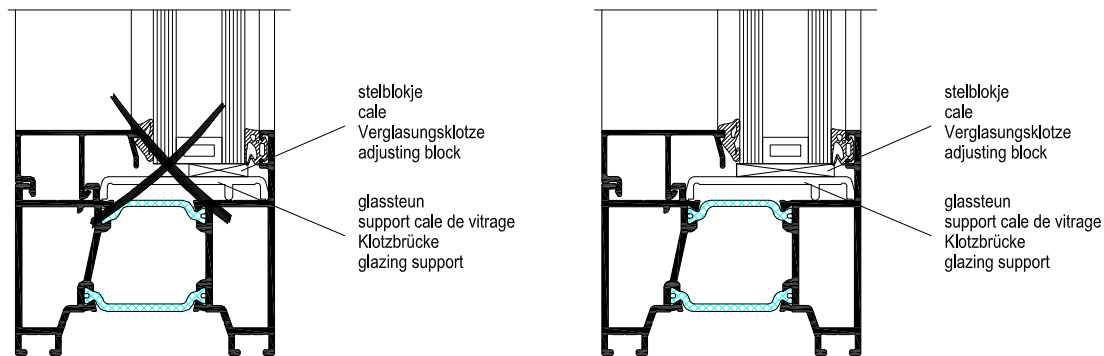 stelblokje
cale
Verglasungsklotze
adjusting block
glassteun
support cale de vitrage
Klotzbrücke
glazing support
stelblokje
cale
Verglasungsklotze
adjusting block
glassteun
support cale de vitrage
Klotzbrücke
glazing support